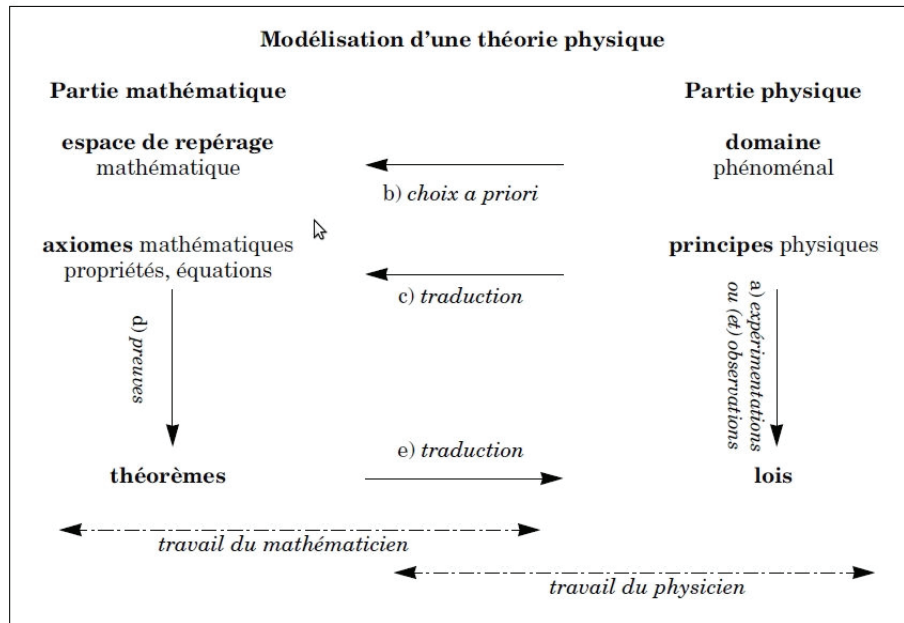 Modélisation d'une théorie physique
Partie mathématique
Partie physique
espace de repérage
mathématique
domaine
phénoménal
b) choix a priori
axiomes mathématiques
propriétés, équations
principes physiques
c) traduction
d) preuves
a) expérimentations
ou (et) observations
e) traduction
théorèmes
lois
travail du mathématicien
travail du physicien